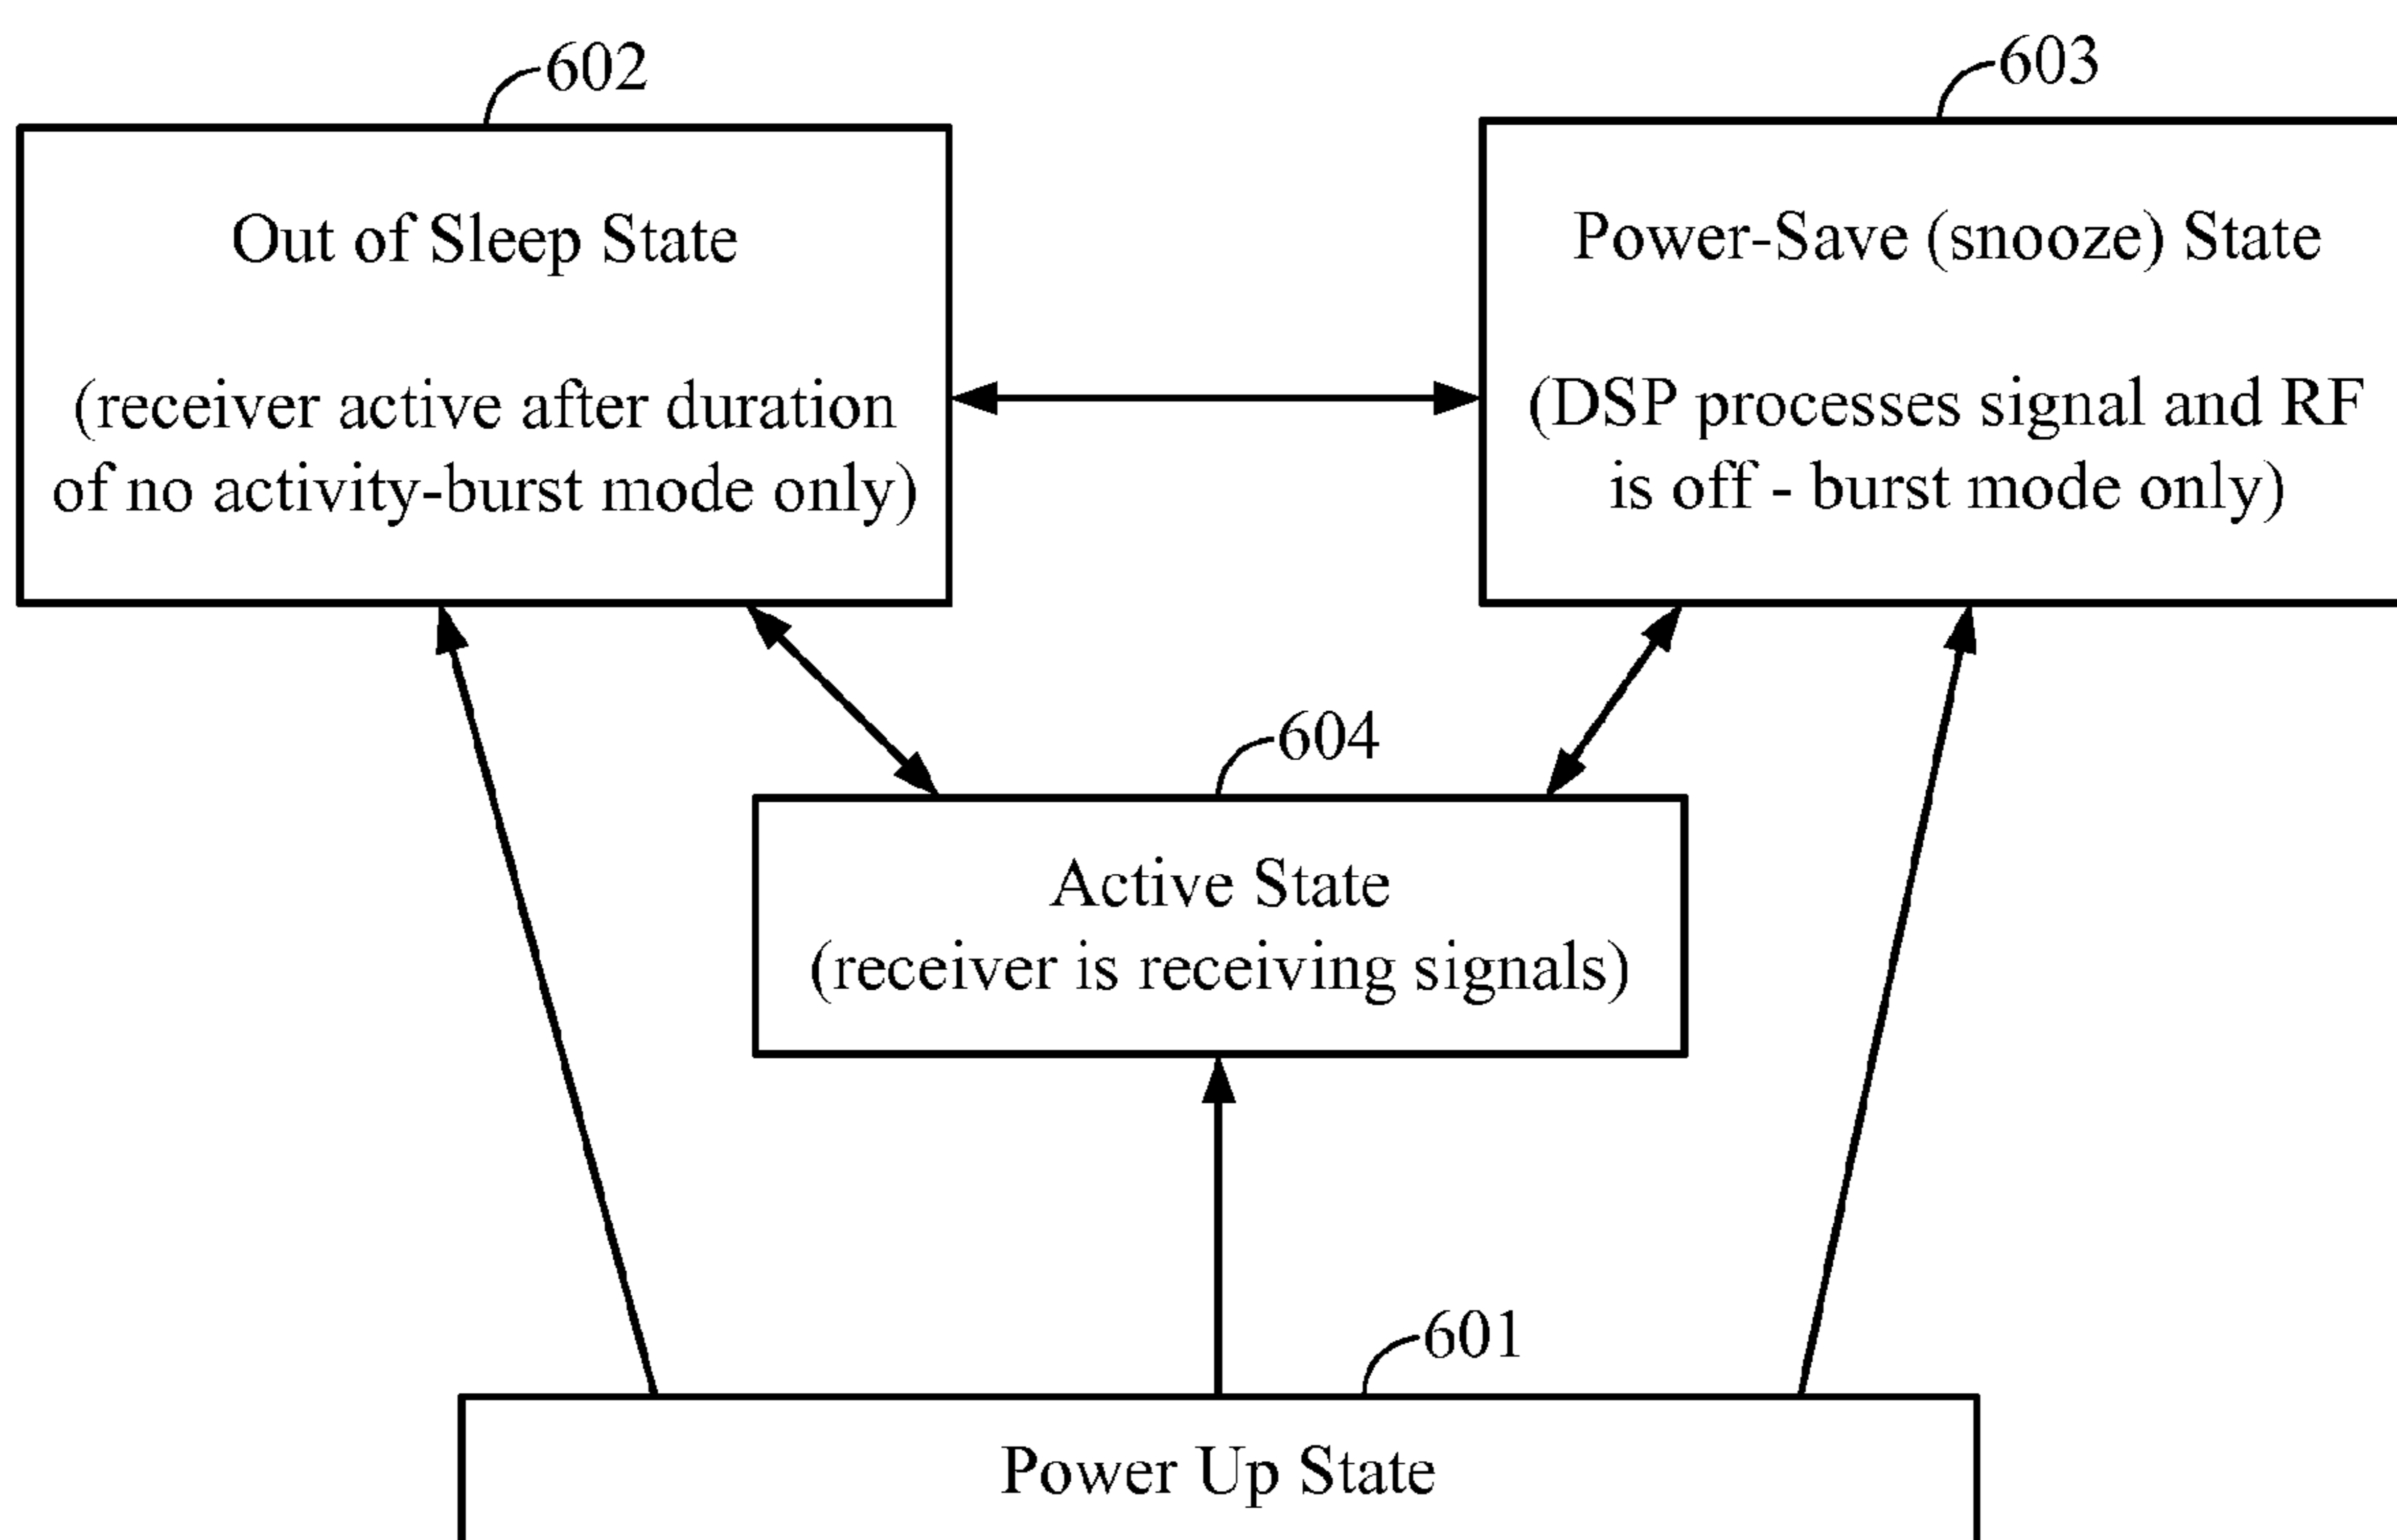 602
603
Out of Sleep State
(receiver active after duration
of no activity-burst mode only)
Power-Save (snooze) State
(DSP processes signal and RF
is off - burst mode only)
604
Active State
(receiver is receiving signals)
601
Power Up State